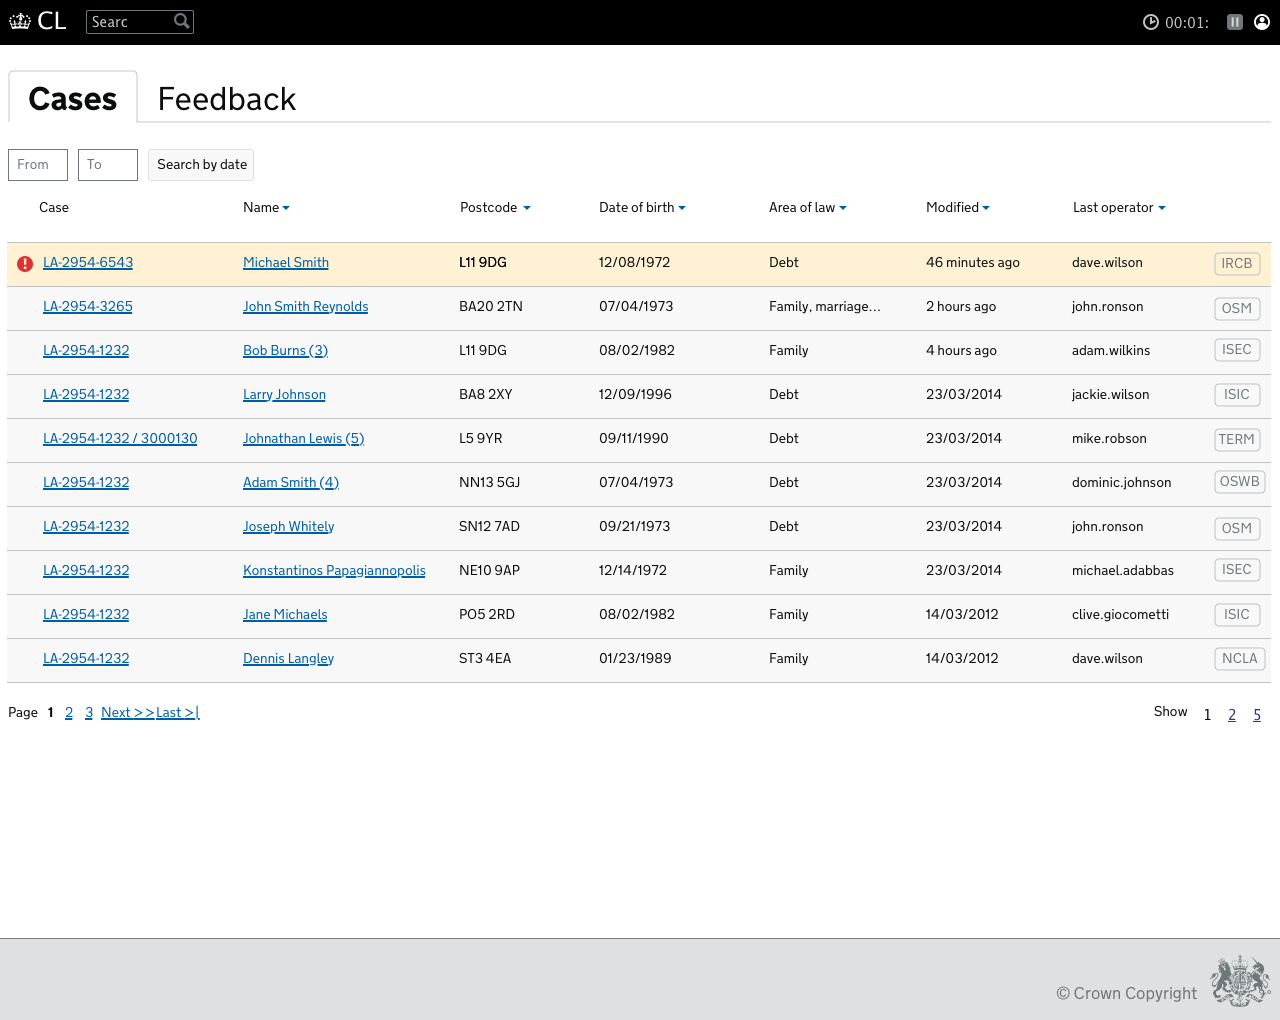 CL Searc 00:01:
Cases Feedback
From To Search by date
Case Name Postcode Date of birth Area of law Modified Last operator
LA-2954-6543 Michael Smith L11 9DG 12/08/1972 Debt 46 minutes ago dave.wilson IRCB
LA-2954-3265 John Smith Reynolds BA20 2TN 07/04/1973 Family, marriage... 2 hours ago john.ronson OSM
LA-2954-1232 Bob Burns (3) L11 9DG 08/02/1982 Family 4 hours ago adam.wilkins ISEC
LA-2954-1232 Larry Johnson BA8 2XY 12/09/1996 Debt 23/03/2014 jackie.wilson ISIC
LA-2954-1232 / 3000130 Johnathan Lewis (5) L5 9YR 09/11/1990 Debt 23/03/2014 mike.robson TERM
LA-2954-1232 Adam Smith (4) NN13 5GJ 07/04/1973 Debt 23/03/2014 dominic.johnson OSWB
LA-2954-1232 Joseph Whitely SN12 7AD 09/21/1973 Debt 23/03/2014 john.ronson OSM
LA-2954-1232 Konstantinos Papagiannopolis NE10 9AP 12/14/1972 Family 23/03/2014 michael.adabbas ISEC
LA-2954-1232 Jane Michaels PO5 2RD 08/02/1982 Family 14/03/2012 clive.giocometti ISIC
LA-2954-1232 Dennis Langley ST3 4EA 01/23/1989 Family 14/03/2012 dave.wilson NCLA
Page 1 2 3 Next >> Last >| Show 1 2 5
© Crown Copyright